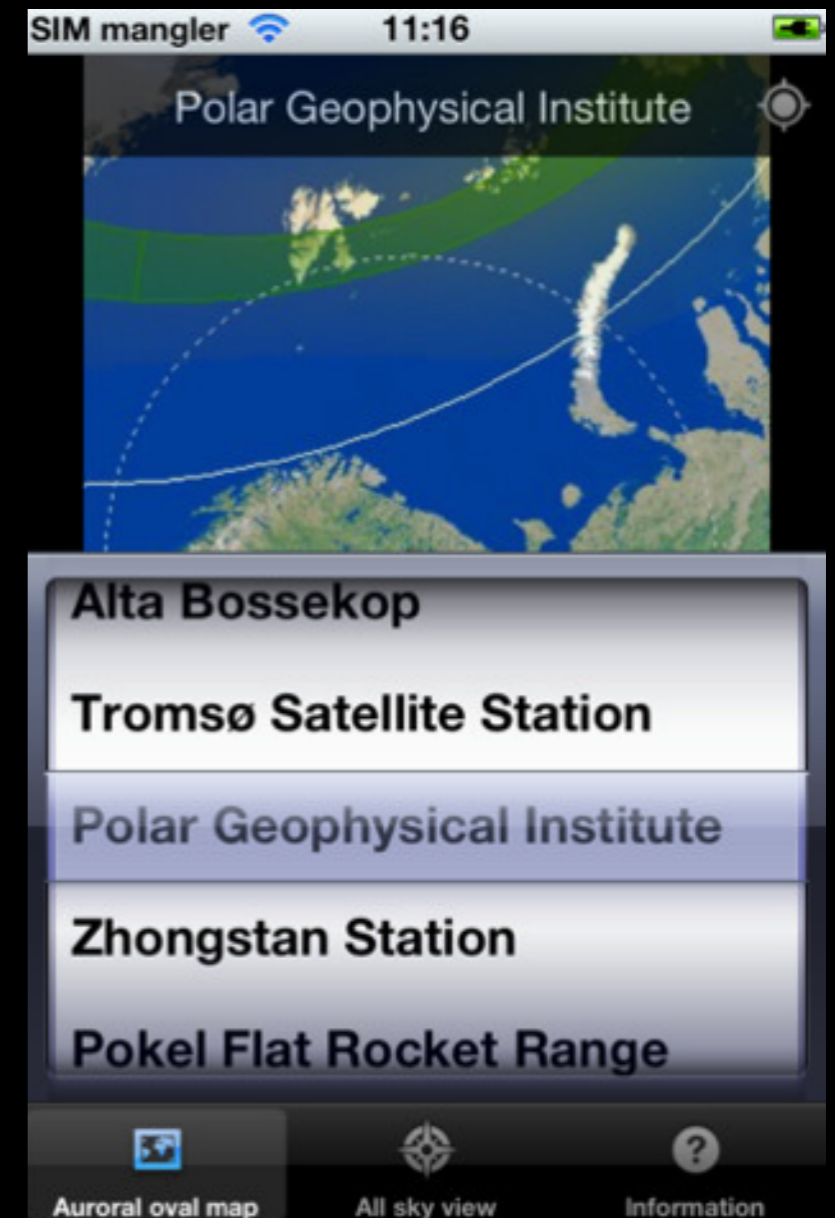 SIM mangler 11:16
Polar Geophysical Institute
Alta Bossekop
Tromsø Satellite Station
Polar Geophysical Institute
Zhongstan Station
Pokel Flat Rocket Range
Auroral oval map All sky view Information